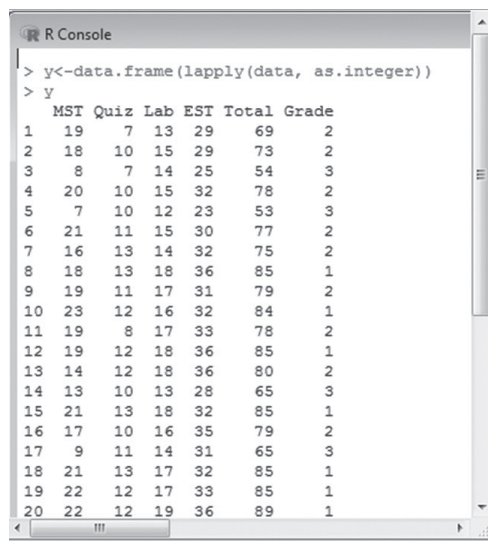 R R Console
> y<-data.frame(lapply(data, as.integer))
> y
MST Quiz Lab EST Total Grade
1 19 7 13 29 69 2
2 18 10 15 29 73 2
3 8 7 14 25 54 3
4 20 10 15 32 78 2
5 7 10 12 23 53 3
6 21 11 15 30 77 2
7 16 13 14 32 75 2
8 18 13 18 36 85 1
9 19 11 17 31 79 2
10 23 12 16 32 84 1
11 19 8 17 33 78 2
12 19 12 18 36 85 1
13 14 12 18 36 80 2
14 13 10 13 28 65 3
15 21 13 18 32 85 1
16 17 10 16 35 79 2
17 9 11 14 31 65 3
18 21 13 17 32 85 1
19 22 12 17 33 85 1
20 22 12 19 36 89 1